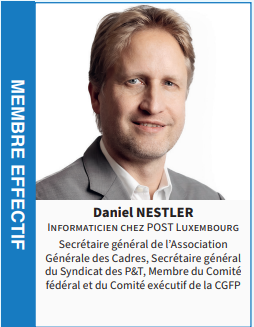 MEMBRE EFFECTIF
Daniel NESTLER
Informaticien chez POST Luxembourg
Secrétaire général de l'Association
Générale des Cadres, Secrétaire général
du Syndicat des P&T, Membre du Comité
fédéral et du Comité exécutif de la CGFP